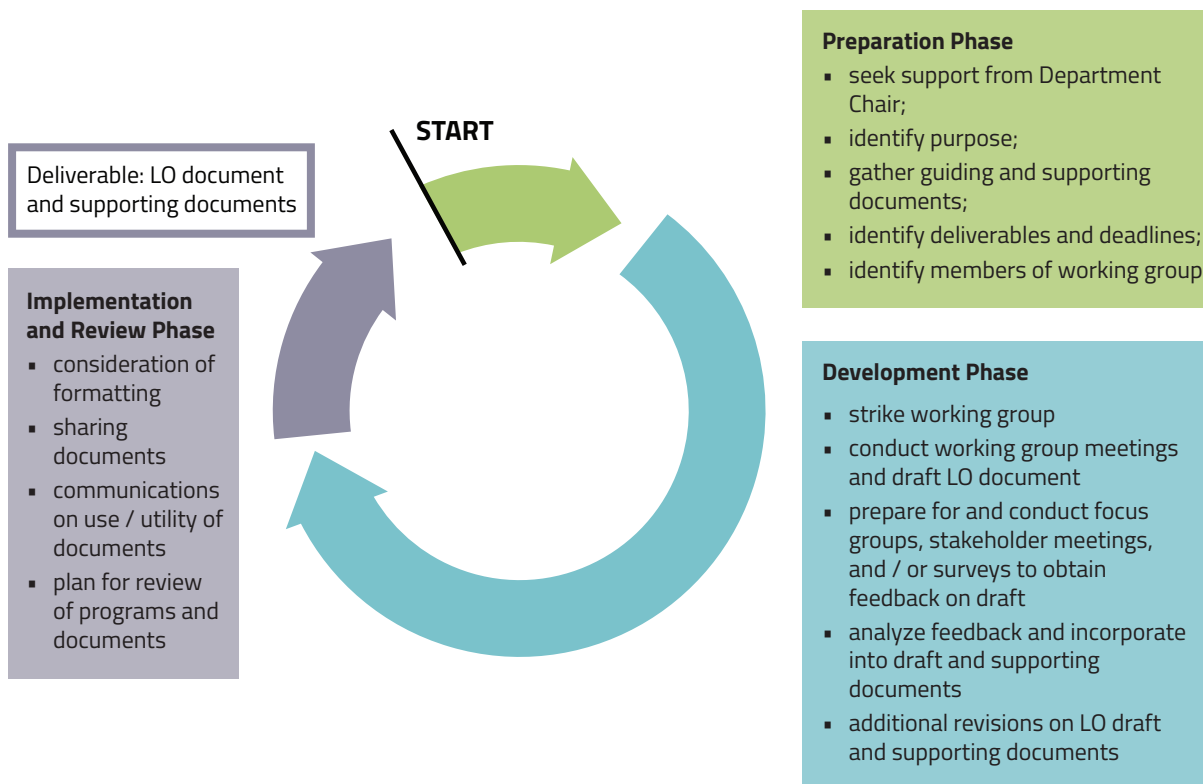 START
Preparation Phase
▪ seek support from Department
Chair;
▪ identify purpose;
▪ gather guiding and supporting
documents;
▪ identify deliverables and deadlines;
▪ identify members of working group
Development Phase
▪ strike working group
▪ conduct working group meetings
and draft LO document
▪ prepare for and conduct focus
groups, stakeholder meetings,
and / or surveys to obtain
feedback on draft
▪ analyze feedback and incorporate
into draft and supporting
documents
▪ additional revisions on LO draft
and supporting documents
Implementation
and Review Phase
▪ consideration of
formatting
▪ sharing
documents
▪ communications
on use / utility of
documents
▪ plan for review
of programs and
documents
Deliverable: LO document
and supporting documents